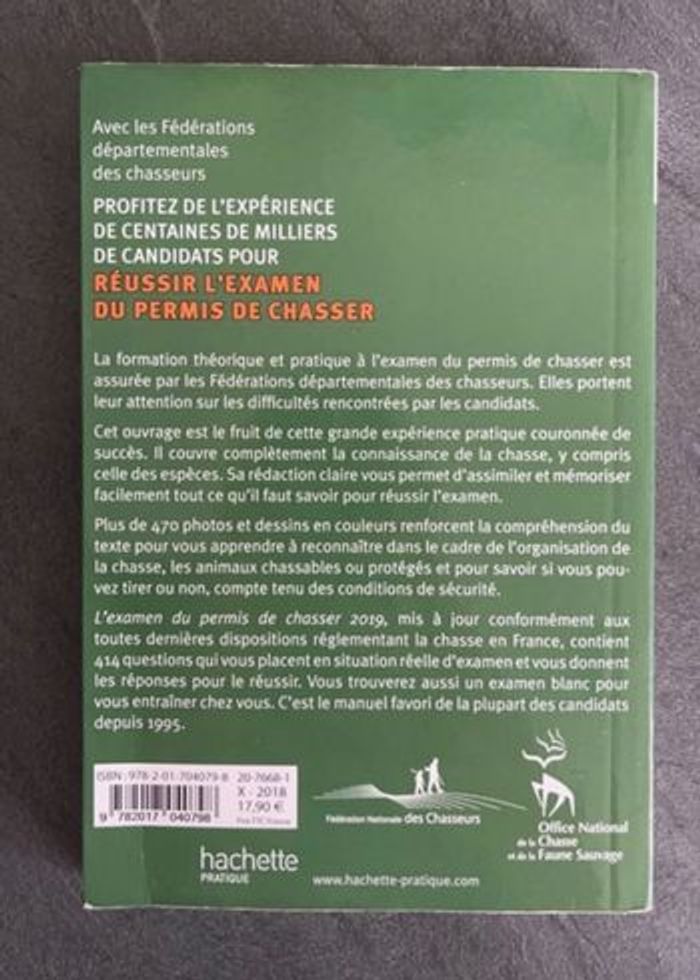 Avec les Fédérations
départementales
des chasseurs
PROFITEZ DE L'EXPÉRIENCE
DE CENTAINES DE MILLIERS
DE CANDIDATS POUR
RÉUSSIR L'EXAMEN
DU PERMIS DE CHASSER
La formation théorique et pratique à l'examen du permis de chasser est
assurée par les Fédérations départementales des chasseurs. Elles portent
leur attention sur les difficultés rencontrées par les candidats.
Cet ouvrage est le fruit de cette grande expérience pratique couronnée de
succès. Il couvre complètement la connaissance de la chasse, y compris
celle des espèces. Sa rédaction claire vous permet d'assimiler et mémoriser
facilement tout ce qu'il faut savoir pour réussir l'examen.
Plus de 470 photos et dessins en couleurs renforcent la compréhension du
texte pour vous apprendre à reconnaître dans le cadre de l'organisation de
la chasse, les animaux chassables ou protégés et pour savoir si vous pou-
vez tirer ou non, compte tenu des conditions de sécurité.
L'examen du permis de chasser 2019, mis à jour conformément aux
toutes dernières dispositions réglementant la chasse en France, contient
414 questions qui vous placent en situation réelle d'examen et vous donnent
les réponses pour le réussir. Vous trouverez aussi un examen blanc pour
vous entraîner chez vous. C'est le manuel favori de la plupart des candidats
depuis 1995.
ISBN : 978-2-01-704079-8 20-7668-1
X - 2018
17,90 €
Prix TTC France
9 782017 040798
Fédération Nationale des Chasseurs
Office National
de la Chasse
et de la Faune Sauvage
hachette
PRATIQUE
www.hachette-pratique.com